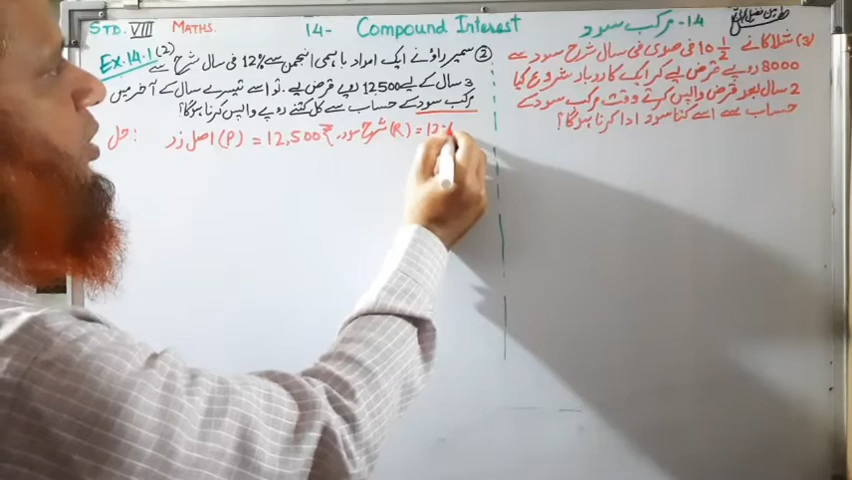 STD. VIII MATHS. 14- Compound Interest 14- مرکب سود
Ex.14.1(2)
② سمیر راؤ نے ایک امداد باہمی انجمن سے 12% فی سال شرح سے
3 سال کے لیے 12500 روپے قرض لیے۔ تو اسے تیسرے سال کے آخر میں
مرکب سود کے حساب سے کل کتنے روپے واپس کرنا ہوگا؟
حل : اصل زر (P) = 12,500₹ شرح سود (R) = 12
(3) شلاکا نے 10 1/2 فی صدی فی سال شرح سود سے
8000 روپے قرض لے کر ایک کاروبار شروع کیا
2 سال بعد قرض واپس کرتے وقت مرکب سود کے
حساب سے اسے کتنا سود ادا کرنا ہوگا؟